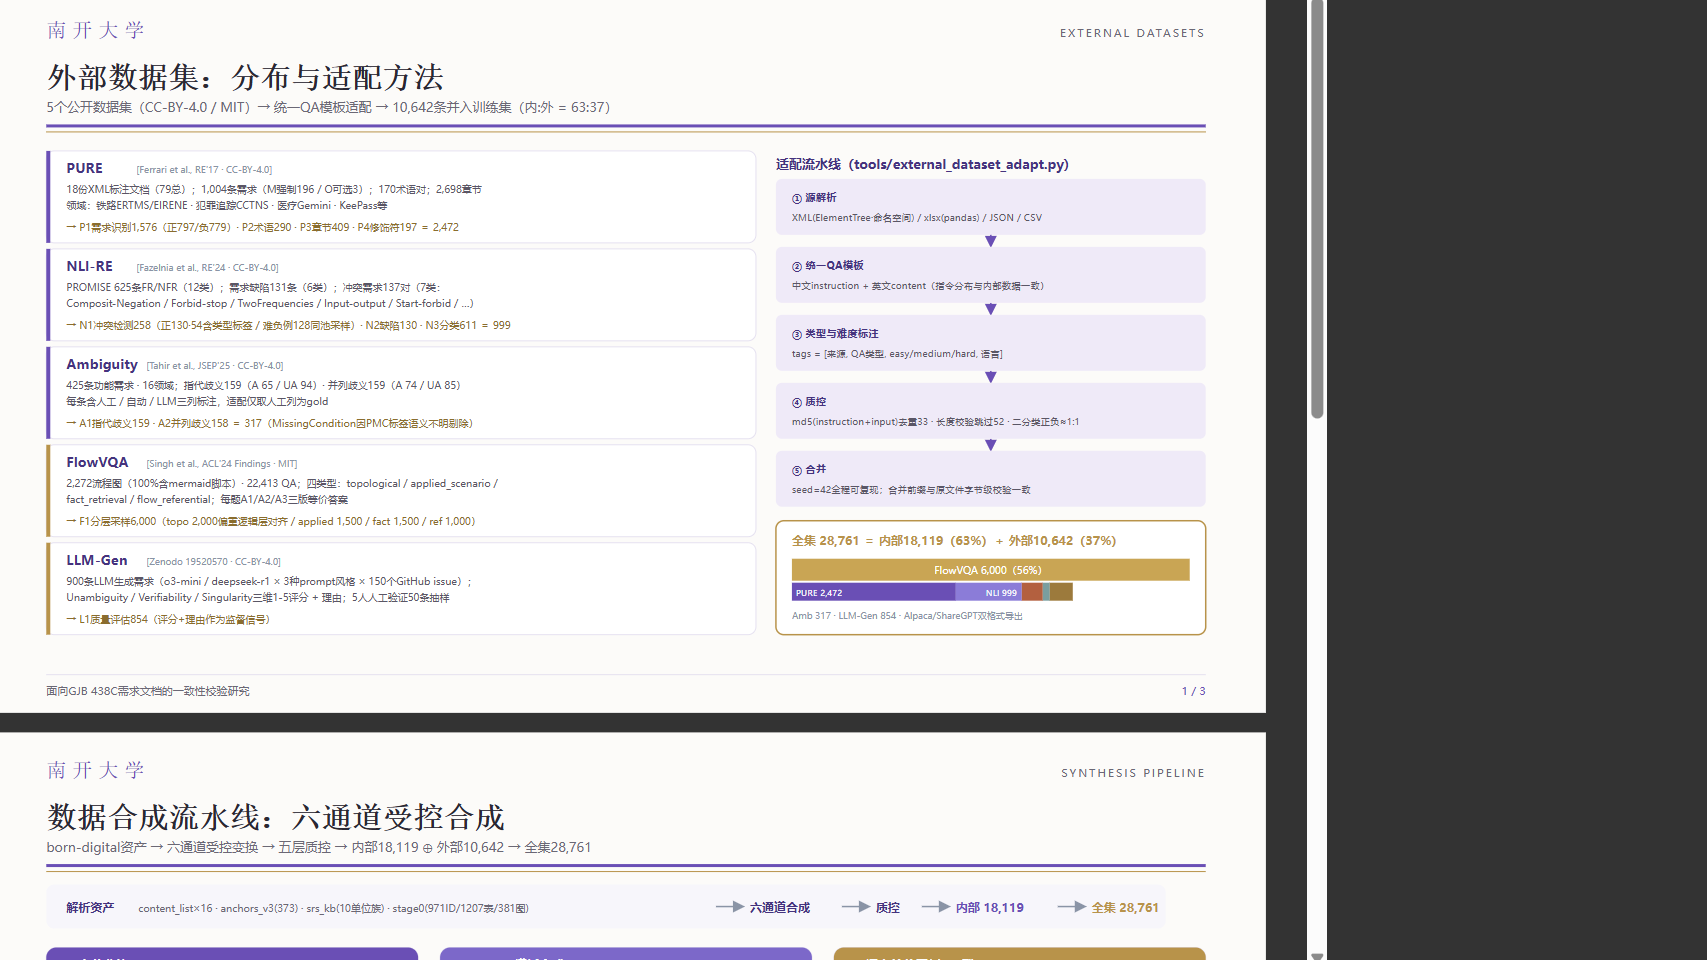 南开大学
EXTERNAL DATASETS
外部数据集：分布与适配方法
5个公开数据集（CC-BY-4.0 / MIT）→ 统一QA模板适配 → 10,642条并入训练集（内:外 = 63:37）
PURE [Ferrari et al., RE'17 · CC-BY-4.0]
18份XML标注文档（79总）；1,004条需求（M强制196 / O可选3）；170术语对；2,698章节
领域：铁路ERTMS/EIRENE · 犯罪追踪CCTNS · 医疗Gemini · KeePass等
→ P1需求识别1,576（正797/负779）· P2术语290 · P3章节409 · P4修饰符197 = 2,472
NLI-RE [Fazelnia et al., RE'24 · CC-BY-4.0]
PROMISE 625条FR/NFR（12类）；需求缺陷131条（6类）；冲突需求137对（7类：
Composit-Negation / Forbid-stop / TwoFrequencies / Input-output / Start-forbid / ...）
→ N1冲突检测258（正130·54含类型标签 / 难负例128同池采样）· N2缺陷130 · N3分类611 = 999
Ambiguity [Tahir et al., JSEP'25 · CC-BY-4.0]
425条功能需求 · 16领域；指代歧义159（A 65 / UA 94）· 并列歧义159（A 74 / UA 85）
每条含人工 / 自动 / LLM三列标注，适配仅取人工列为gold
→ A1指代歧义159 · A2并列歧义158 = 317（MissingCondition因PMC标签语义不明剔除）
FlowVQA [Singh et al., ACL'24 Findings · MIT]
2,272流程图（100%含mermaid脚本）· 22,413 QA；四类型：topological / applied_scenario /
fact_retrieval / flow_referential；每题A1/A2/A3三版等价答案
→ F1分层采样6,000（topo 2,000偏重逻辑层对齐 / applied 1,500 / fact 1,500 / ref 1,000）
LLM-Gen [Zenodo 19520570 · CC-BY-4.0]
900条LLM生成需求（o3-mini / deepseek-r1 × 3种prompt风格 × 150个GitHub issue）；
Unambiguity / Verifiability / Singularity三维1-5评分 + 理由；5人人工验证50条抽样
→ L1质量评估854（评分+理由作为监督信号）
适配流水线（tools/external_dataset_adapt.py）
① 源解析
XML(ElementTree·命名空间) / xlsx(pandas) / JSON / CSV
② 统一QA模板
中文instruction + 英文content（指令分布与内部数据一致）
③ 类型与难度标注
tags = [来源, QA类型, easy/medium/hard, 语言]
④ 质控
md5(instruction+input)去重33 · 长度校验跳过52 · 二分类正负≈1:1
⑤ 合并
seed=42全程可复现；合并前缀与原文件字节级校验一致
全集 28,761 = 内部18,119（63%） + 外部10,642（37%）
FlowVQA 6,000（56%）
PURE 2,472 NLI 999
Amb 317 · LLM-Gen 854 · Alpaca/ShareGPT双格式导出
面向GJB 438C需求文档的一致性校验研究
1 / 3
南开大学
SYNTHESIS PIPELINE
数据合成流水线：六通道受控合成
born-digital资产 → 六通道受控变换 → 五层质控 → 内部18,119 ⊕ 外部10,642 → 全集28,761
解析资产 content_list×16 · anchors_v3(373) · srs_kb(10单位族) · stage0(971ID/1207表/381图) → 六通道合成 → 质控 → 内部 18,119 → 全集 28,761